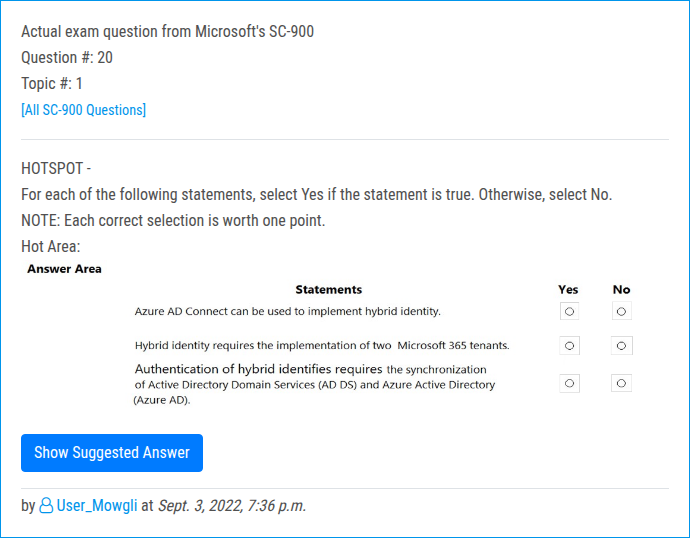 Actual exam question from Microsoft's SC-900
Question #: 20
Topic #: 1
[All SC-900 Questions]
HOTSPOT -
For each of the following statements, select Yes if the statement is true. Otherwise, select No.
NOTE: Each correct selection is worth one point.
Hot Area:
Answer Area
Statements Yes No
Azure AD Connect can be used to implement hybrid identity.
Hybrid identity requires the implementation of two Microsoft 365 tenants.
Authentication of hybrid identifies requires the synchronization
of Active Directory Domain Services (AD DS) and Azure Active Directory
(Azure AD).
Show Suggested Answer
by User_Mowgli at Sept. 3, 2022, 7:36 p.m.